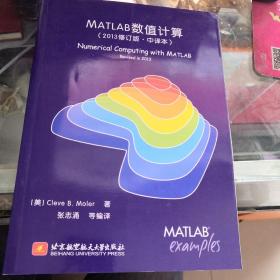 MATLAB数值计算
(2013修订版·中译本)
Numerical Computing with MATLAB
Revised in 2013
[美] Cleve B. Moler 著
张志涌 等编译
MATLAB
examples
北京航空航天大学出版社
BEIHANG UNIVERSITY PRESS